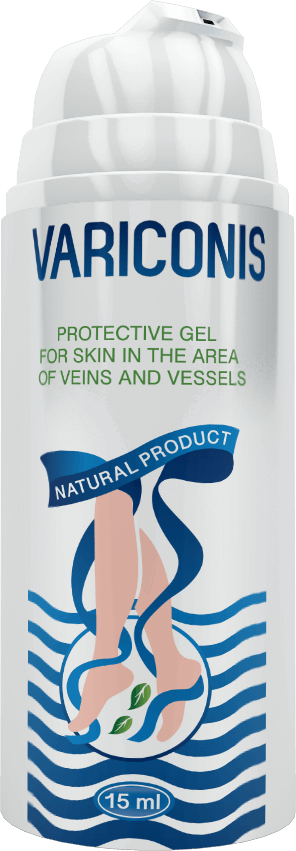 VARICONIS
PROTECTIVE GEL
FOR SKIN IN THE AREA
OF VEINS AND VESSELS
NATURAL PRODUCT
15 ml